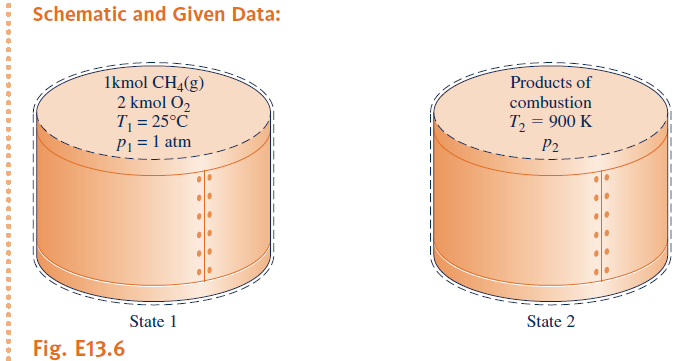 Schematic and Given Data:
1kmol CH₄(g)
2 kmol O₂
T₁ = 25°C
p₁ = 1 atm
State 1
Products of
combustion
T₂ = 900 K
p₂
State 2
Fig. E13.6